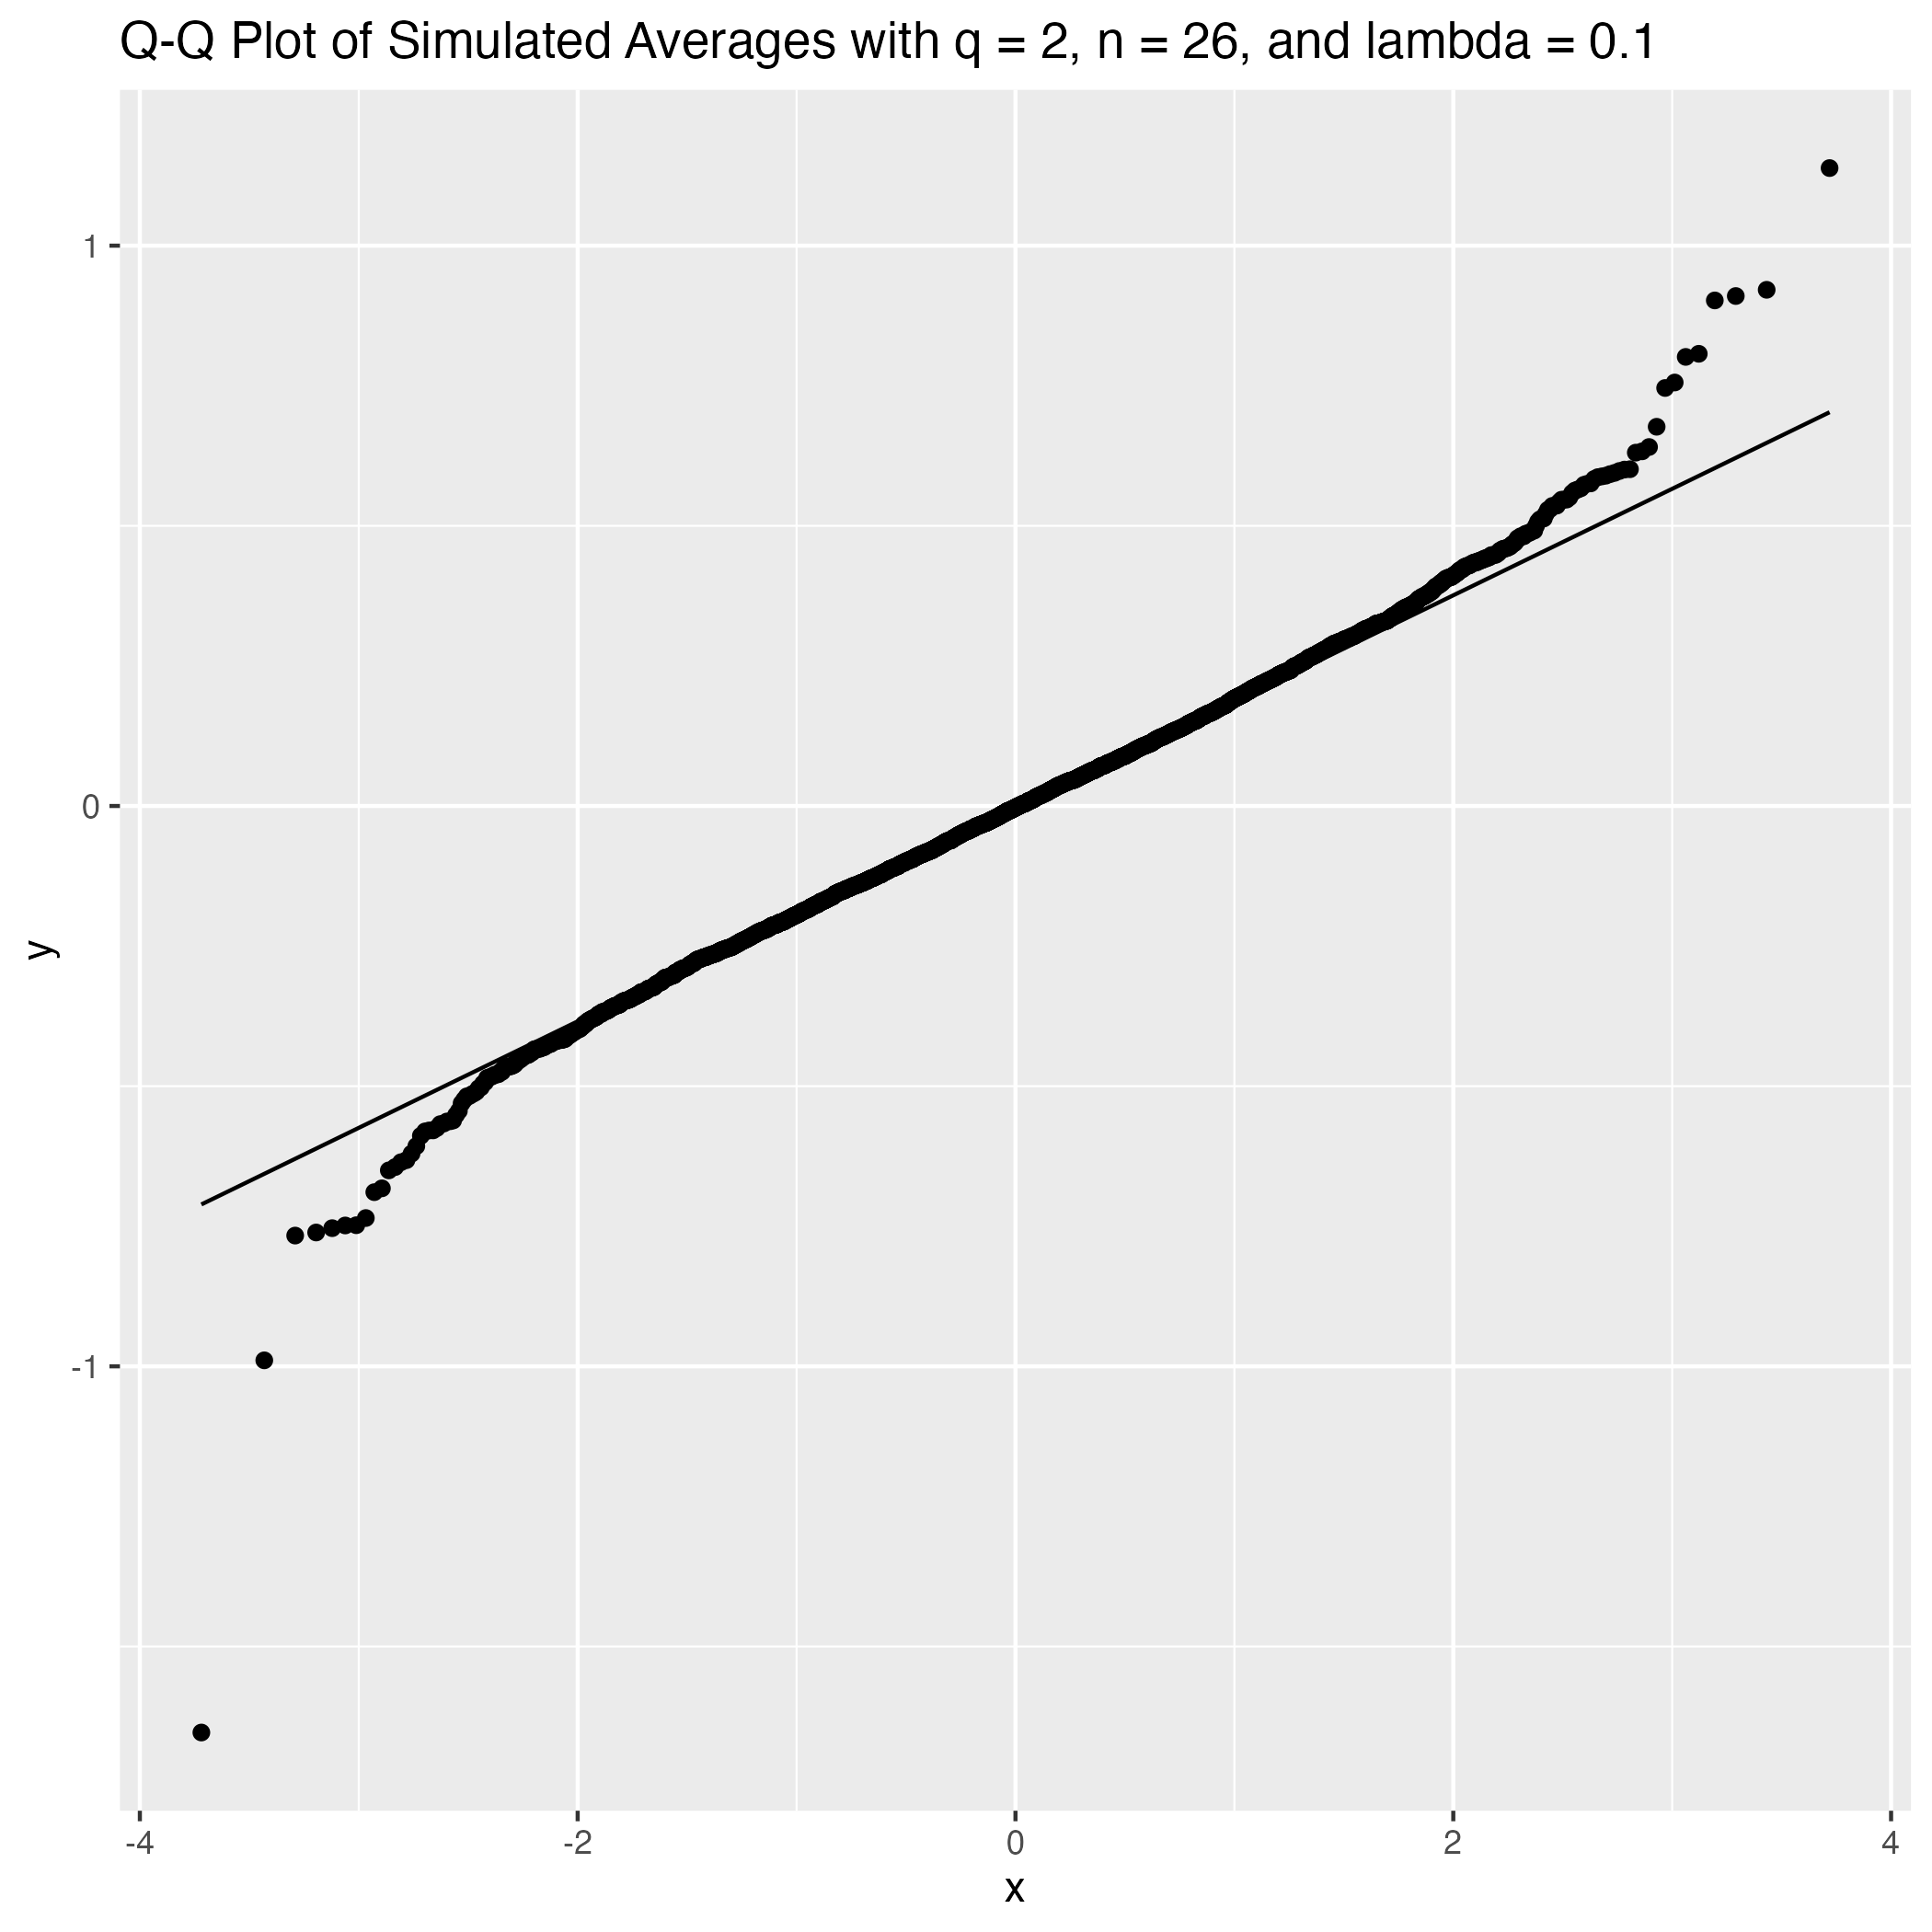 Q-Q Plot of Simulated Averages with q = 2, n = 26, and lambda = 0.1
1
0
-1
y
-4
-2
0
2
4
x